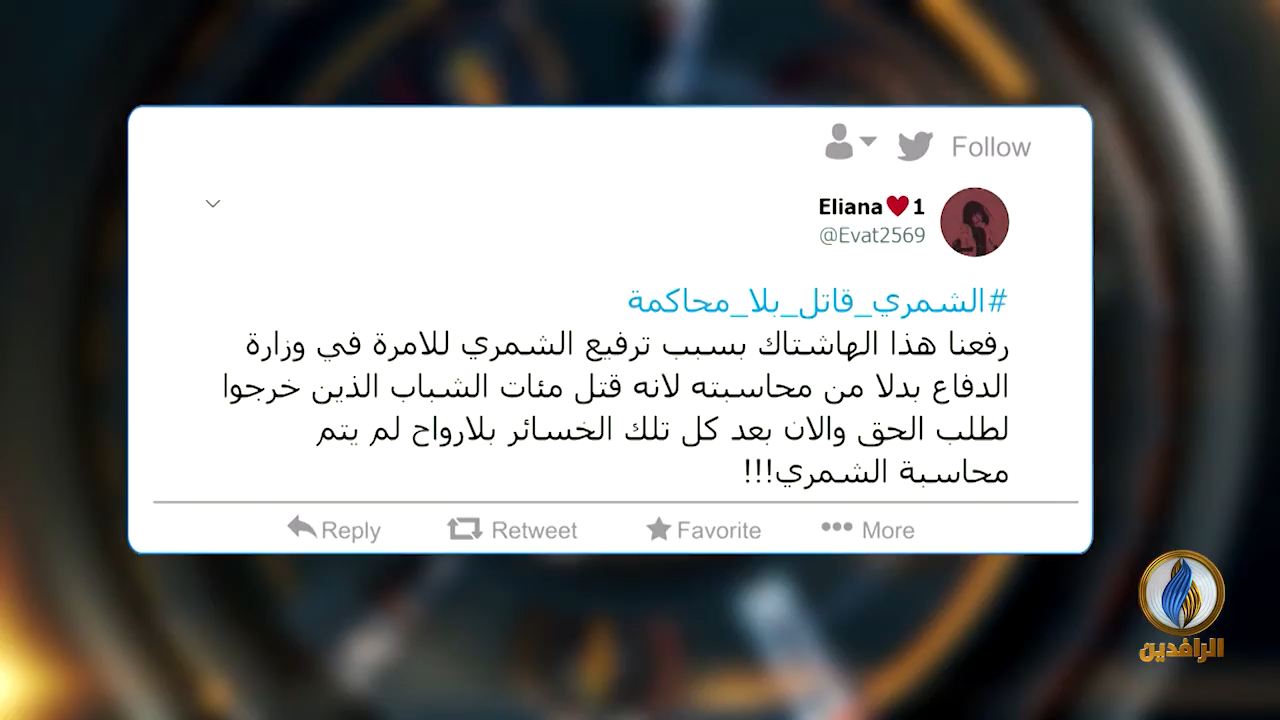 Follow
Eliana❤1
@Evat2569
#الشمري_قاتل_بلا_محاكمة
رفعنا هذا الهاشتاك بسبب ترفيع الشمري للامرة في وزارة
الدفاع بدلا من محاسبته لانه قتل مئات الشباب الذين خرجوا
لطلب الحق والان بعد كل تلك الخسائر بلارواح لم يتم
محاسبة الشمري!!!
Reply Retweet Favorite More
الرافدين